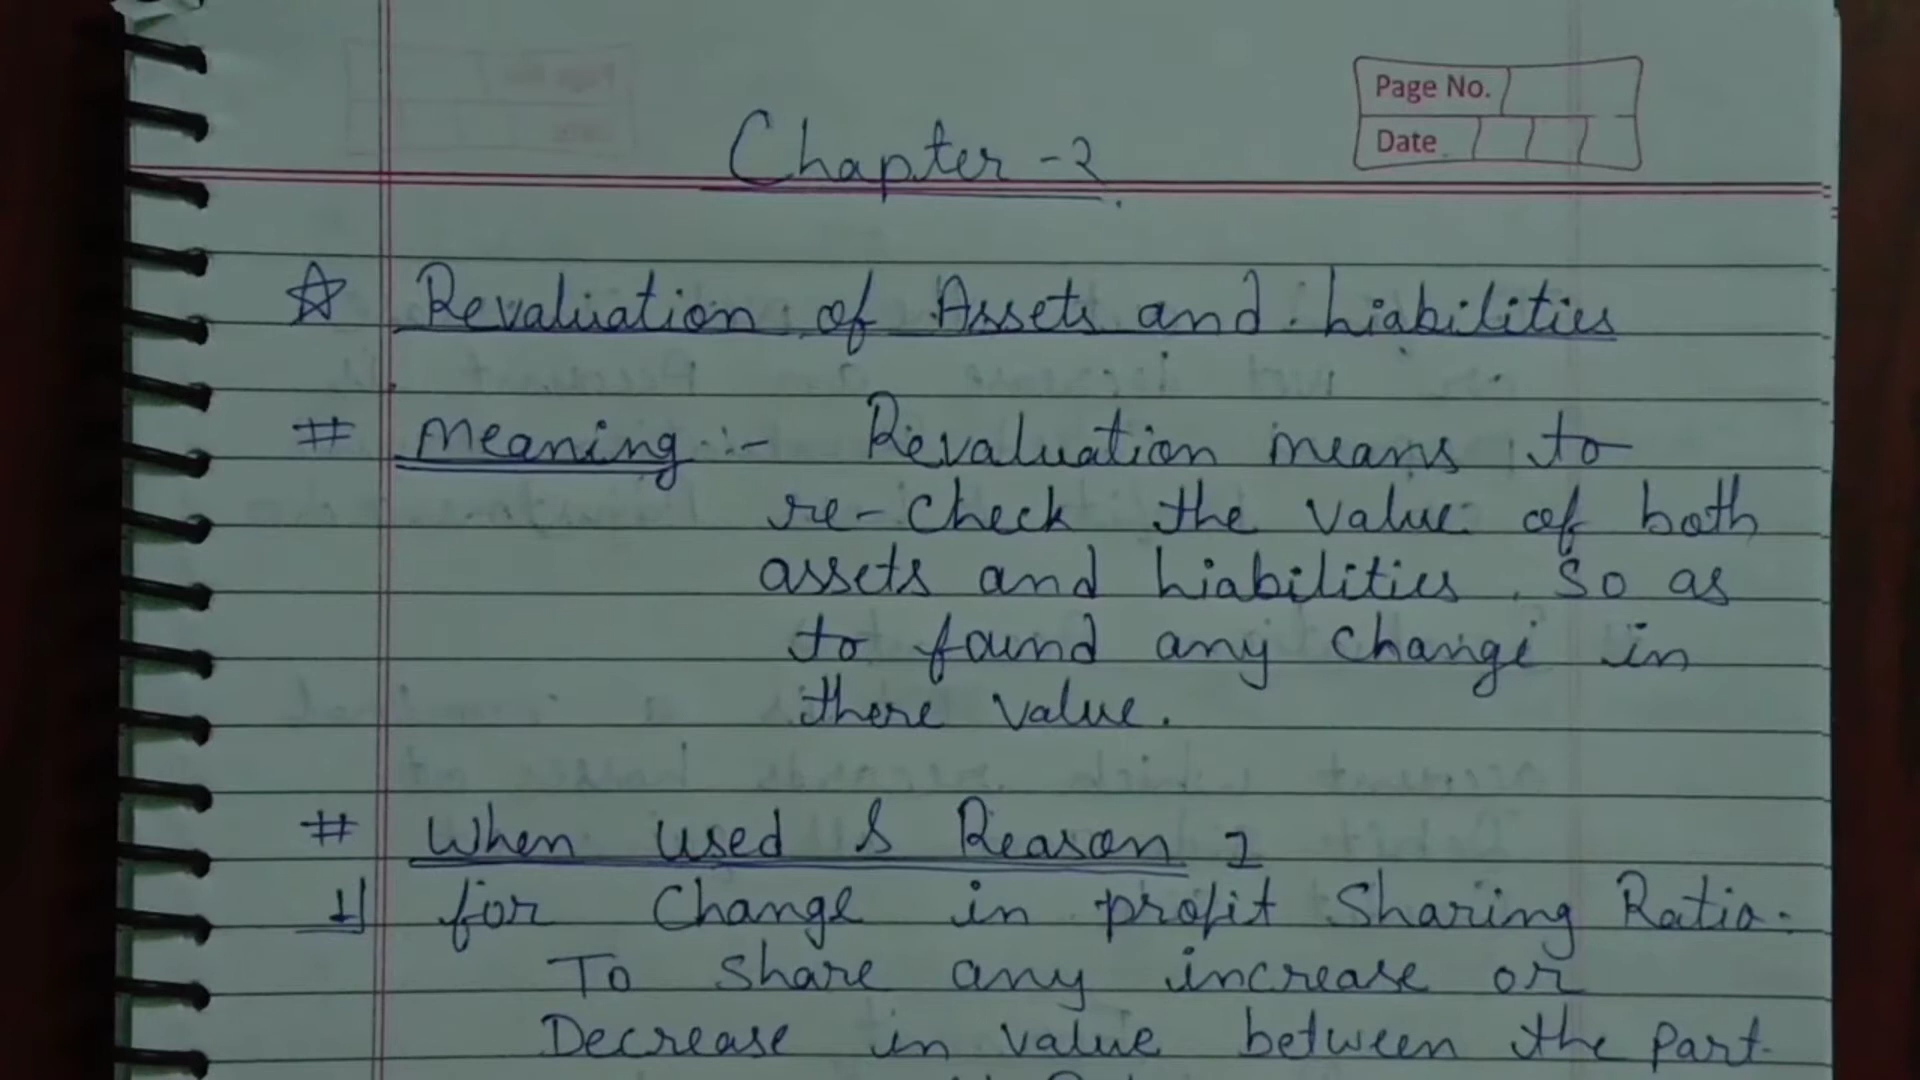 Page No.
Date
Chapter -2
☆ Revaluation of Assets and Liabilities
# Meaning :- Revaluation means to
re-check the value of both
assets and Liabilities, so as
to found any change in
there value.
# When used & Reason
1) for Change in profit Sharing Ratio.
To share any increase or
Decrease in value between the part